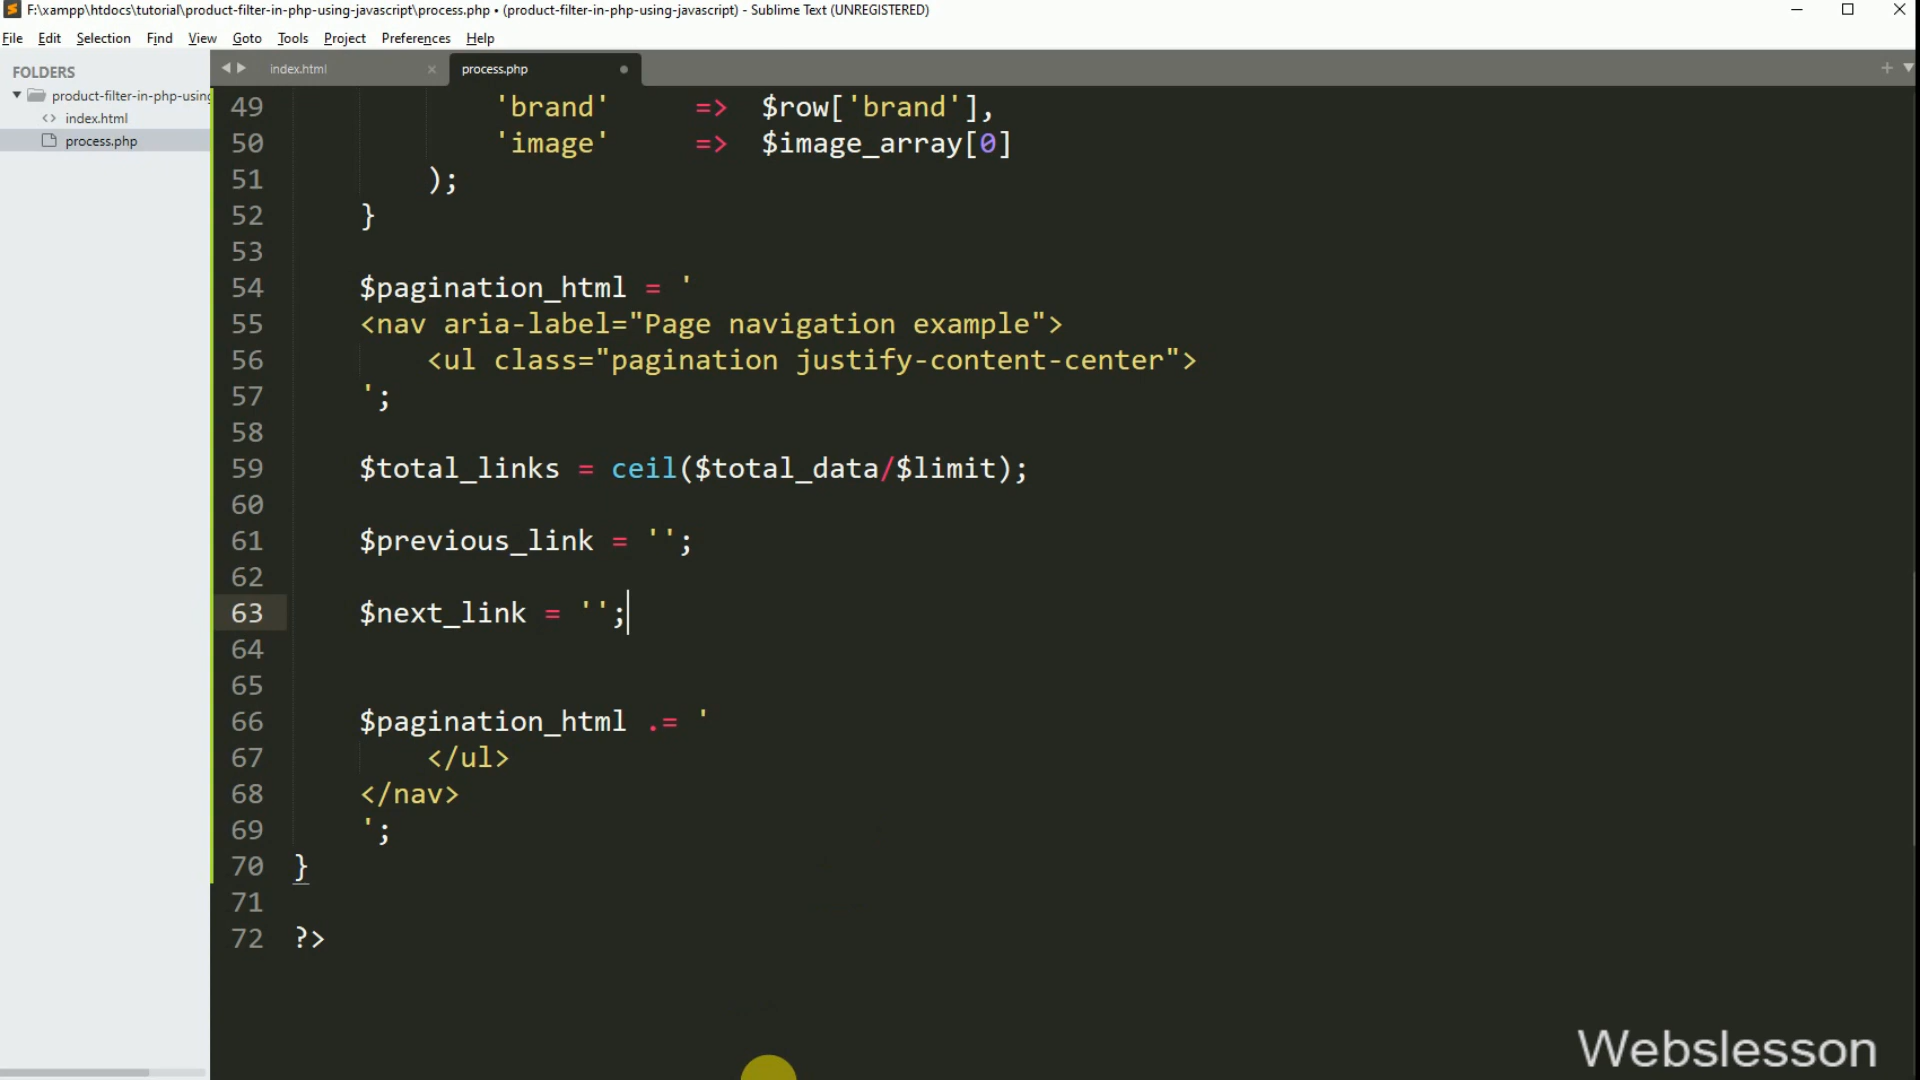 F:\xampp\htdocs\tutorial\product-filter-in-php-using-javascript\process.php • (product-filter-in-php-using-javascript) - Sublime Text (UNREGISTERED)
File Edit Selection Find View Goto Tools Project Preferences Help
FOLDERS
product-filter-in-php-using
index.html
process.php
index.html process.php
49 'brand' => $row['brand'],
50 'image' => $image_array[0]
51 );
52 }
53
54 $pagination_html = '
55 <nav aria-label="Page navigation example">
56 <ul class="pagination justify-content-center">
57 ';
58
59 $total_links = ceil($total_data/$limit);
60
61 $previous_link = '';
62
63 $next_link = '';
64
65
66 $pagination_html .= '
67 </ul>
68 </nav>
69 ';
70 }
71
72 ?>
Webslesson